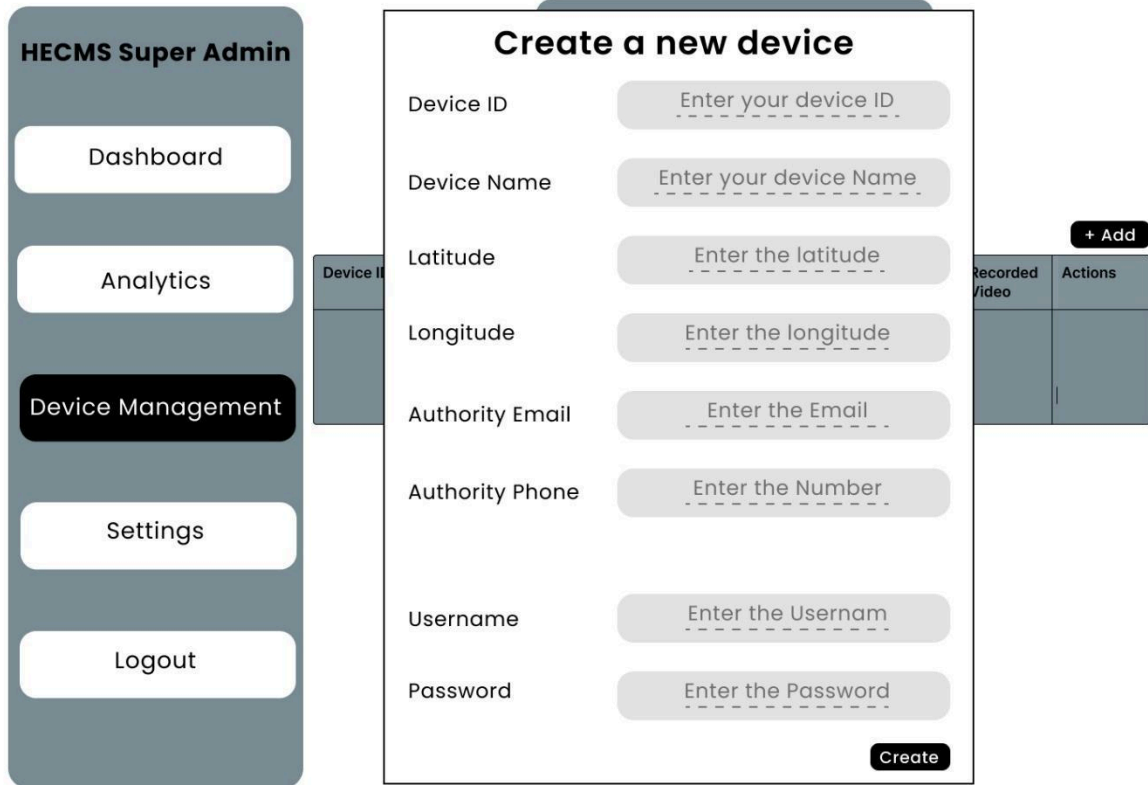 HECMS Super Admin
Dashboard
Analytics
Device Management
Settings
Logout
Create a new device
Device ID
Enter your device ID
Device Name
Enter your device Name
Latitude
Enter the latitude
Longitude
Enter the longitude
Authority Email
Enter the Email
Authority Phone
Enter the Number
Username
Enter the Usernam
Password
Enter the Password
Create
+ Add
Device
Recorded
Video
Actions